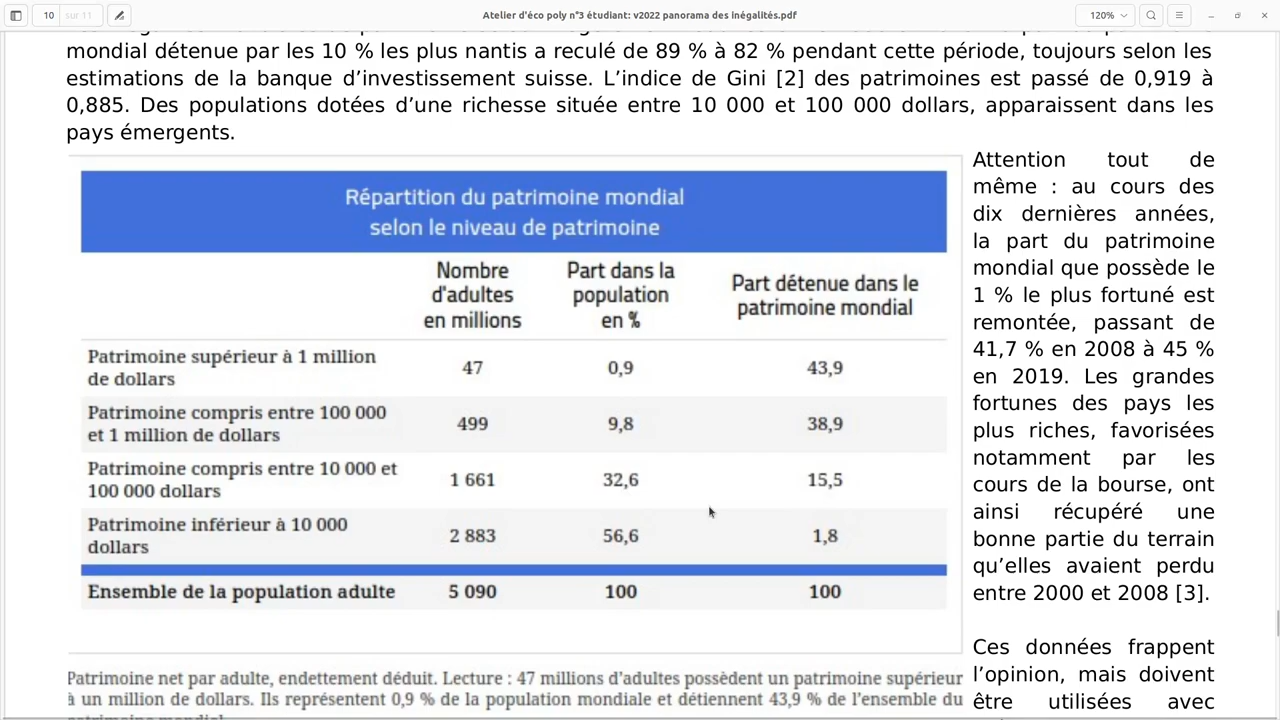 10 sur 11
Atelier d'éco poly n°3 étudiant: v2022 panorama des inégalités.pdf
120%
mondial détenue par les 10 % les plus nantis a reculé de 89 % à 82 % pendant cette période, toujours selon les
estimations de la banque d’investissement suisse. L’indice de Gini [2] des patrimoines est passé de 0,919 à
0,885. Des populations dotées d’une richesse située entre 10 000 et 100 000 dollars, apparaissent dans les
pays émergents.
Répartition du patrimoine mondial
selon le niveau de patrimoine
Nombre
d'adultes
en millions
Part dans la
population
en %
Part détenue dans le
patrimoine mondial
Patrimoine supérieur à 1 million
de dollars
47 0,9 43,9
Patrimoine compris entre 100 000
et 1 million de dollars
499 9,8 38,9
Patrimoine compris entre 10 000 et
100 000 dollars
1 661 32,6 15,5
Patrimoine inférieur à 10 000
dollars
2 883 56,6 1,8
Ensemble de la population adulte 5 090 100 100
Patrimoine net par adulte, endettement déduit. Lecture : 47 millions d'adultes possèdent un patrimoine supérieur
à un million de dollars. Ils représentent 0,9 % de la population mondiale et détiennent 43,9 % de l'ensemble du
Attention tout de
même : au cours des
dix dernières années,
la part du patrimoine
mondial que possède le
1 % le plus fortuné est
remontée, passant de
41,7 % en 2008 à 45 %
en 2019. Les grandes
fortunes des pays les
plus riches, favorisées
notamment par les
cours de la bourse, ont
ainsi récupéré une
bonne partie du terrain
qu’elles avaient perdu
entre 2000 et 2008 [3].
Ces données frappent
l’opinion, mais doivent
être utilisées avec